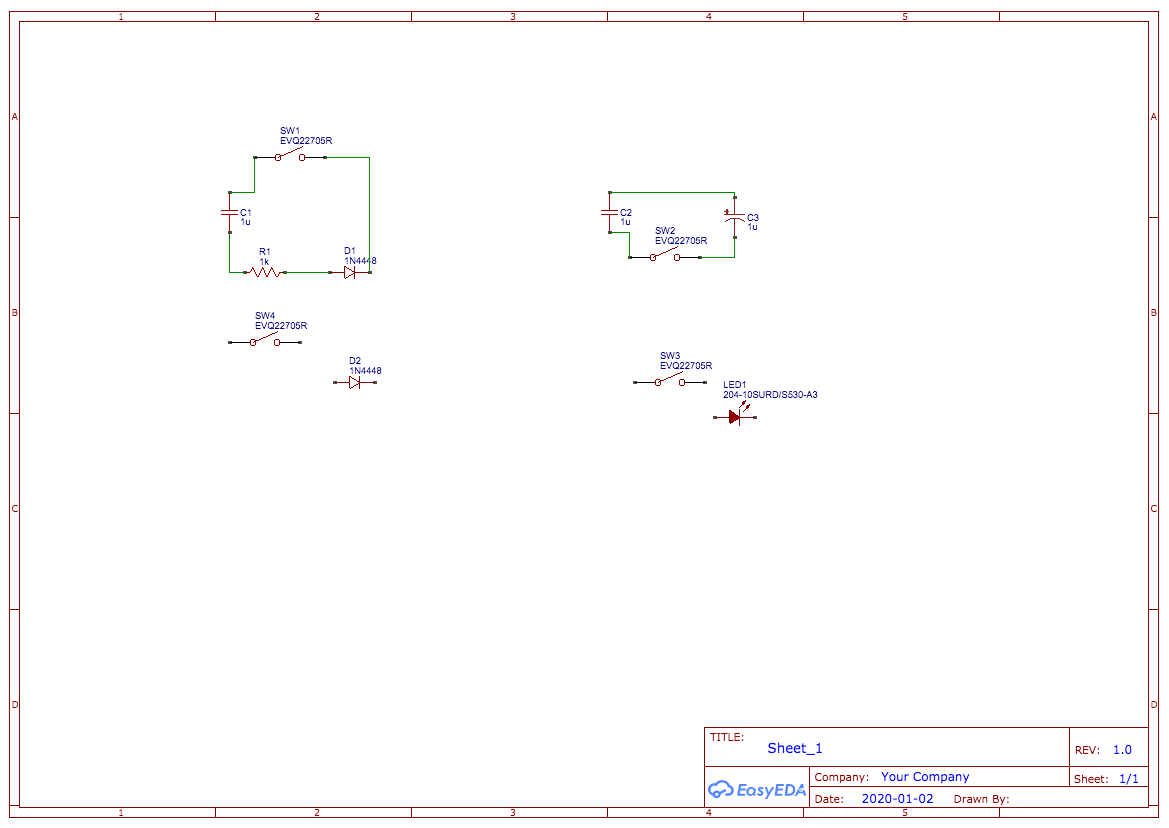 1 2 3 4 5
A A
SW1
EVQ22705R
C1
1u
C2
1u
C3
1u
SW2
EVQ22705R
R1
1k
D1
1N4448
B B
SW4
EVQ22705R
D2
1N4448
SW3
EVQ22705R
LED1
204-10SURD/S530-A3
C C
D D
TITLE:
Sheet_1
REV: 1.0
EasyEDA
Company: Your Company
Sheet: 1/1
Date: 2020-01-02 Drawn By:
1 2 3 4 5